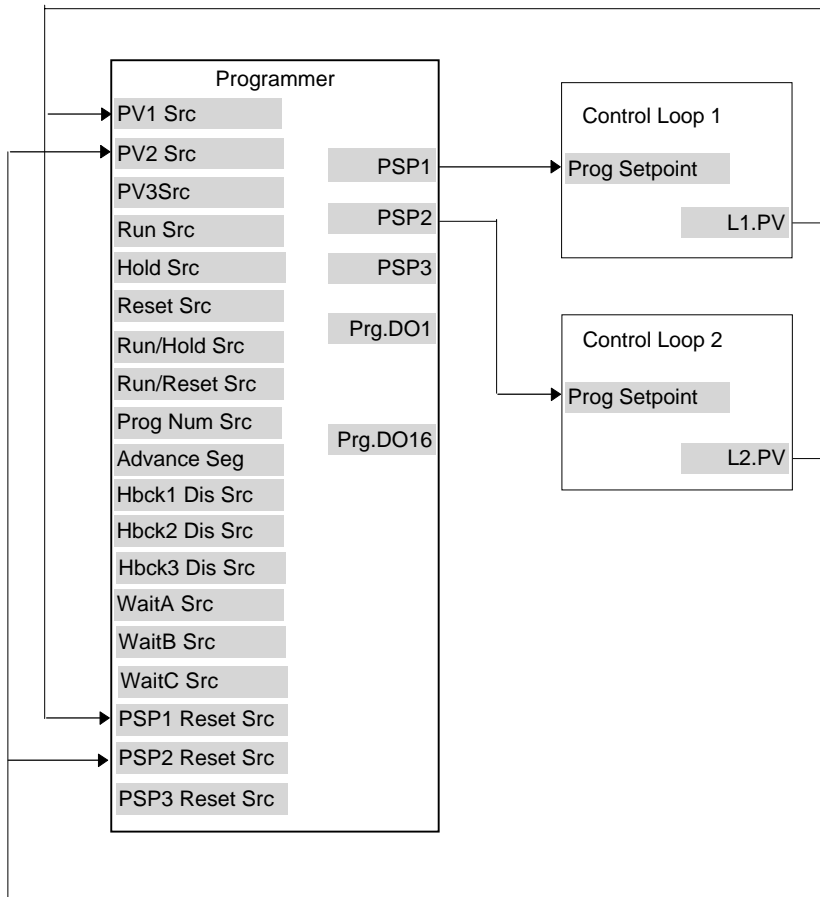 Programmer
PV1 Src
PV2 Src
PV3Src
Run Src
Hold Src
Reset Src
Run/Hold Src
Run/Reset Src
Prog Num Src
Advance Seg
Hbck1 Dis Src
Hbck2 Dis Src
Hbck3 Dis Src
WaitA Src
WaitB Src
WaitC Src
PSP1 Reset Src
PSP2 Reset Src
PSP3 Reset Src
PSP1
PSP2
PSP3
Prg.DO1
Prg.DO16
Control Loop 1
Prog Setpoint
L1.PV
Control Loop 2
Prog Setpoint
L2.PV